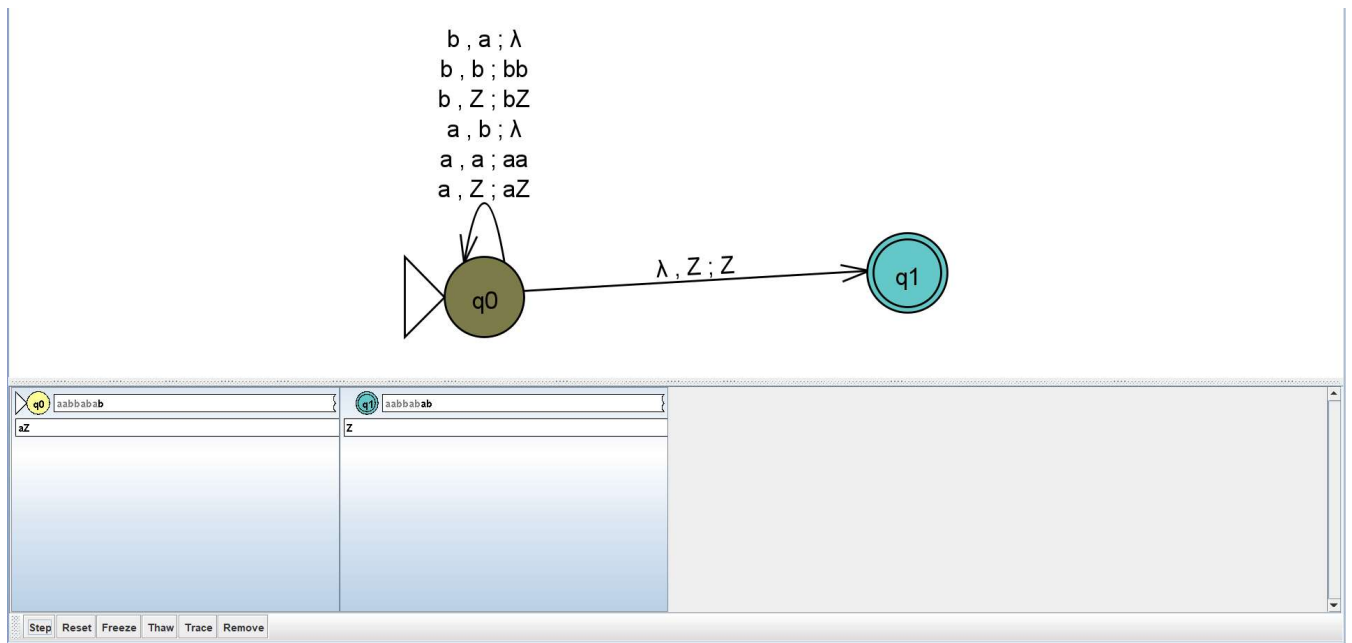 b , a ; λ
b , b ; bb
b , Z ; bZ
a , b ; λ
a , a ; aa
a , Z ; aZ
λ , Z ; Z
q0
q1
q0 aabbabab
q1 aabbabab
aZ
Z
Step Reset Freeze Thaw Trace Remove